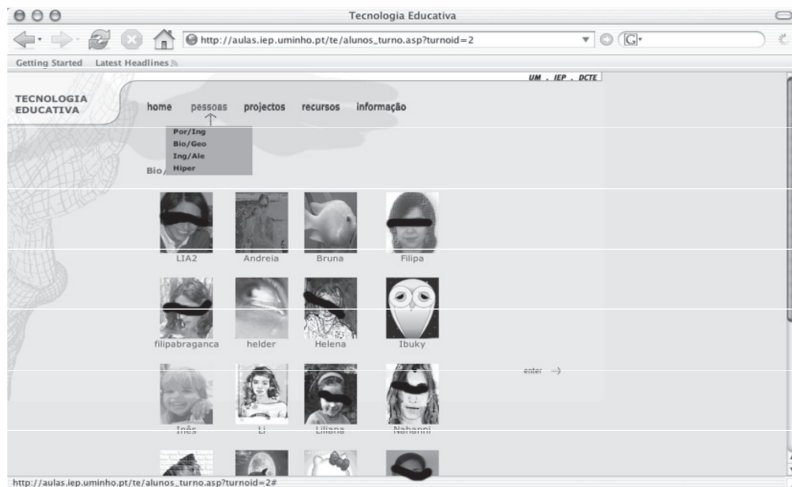 Tecnologia Educativa
http://aulas.iep.uminho.pt/te/alunos_turno.asp?turnoid=2
G
Getting Started Latest Headlines
UM . IEP . DCTE
TECNOLOGIA
EDUCATIVA
home pessoas projectos recursos informação
Por/Ing
Bio/Geo
Ing/Ale
Hiper
Bio/
LIA2 Andreia Bruna Filipa
filipabraganca helder Helena Ibuky
enter
Inês Li Liliana Nahanni
http://aulas.iep.uminho.pt/te/alunos_turno.asp?turnoid=2#